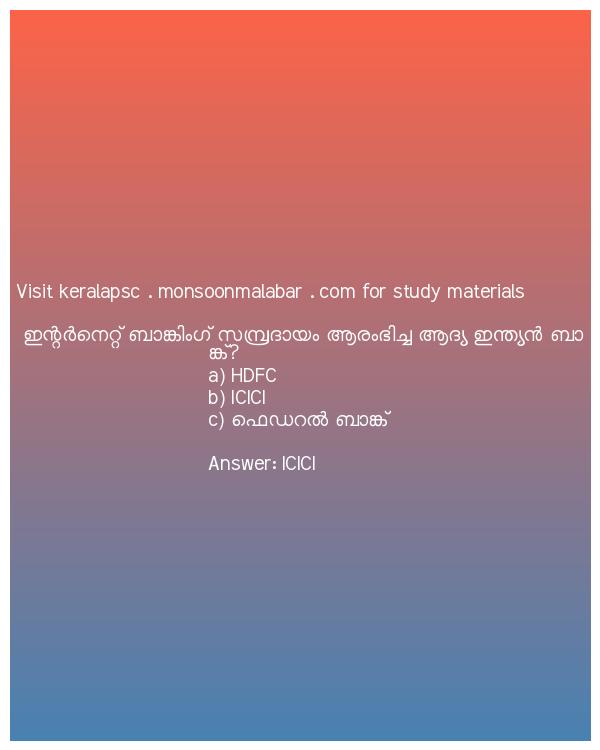 Visit keralapsc . monsoonmalabar . com for study materials
ഇന്റർനെറ്റ് ബാങ്കിംഗ് സമ്പ്രദായം ആരംഭിച്ച ആദ്യ ഇന്ത്യൻ ബാ
ങ്ക്?
a) HDFC
b) ICICI
c) ഫെഡറൽ ബാങ്ക്
Answer: ICICI